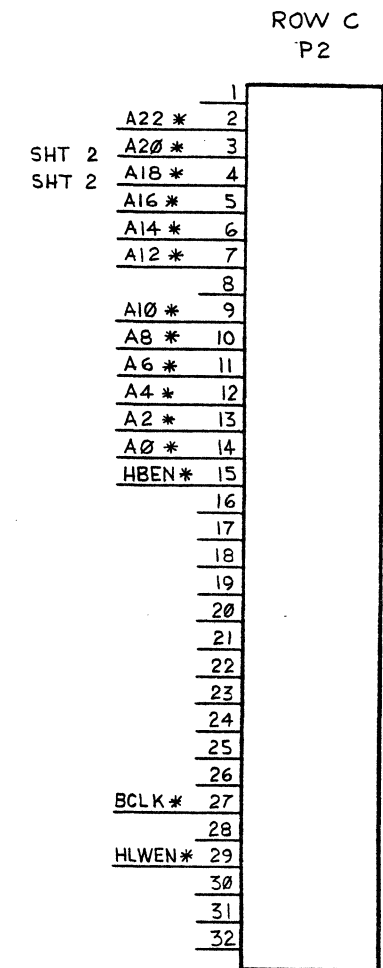 ROW C
P2
1
A22 * 2
SHT 2 A2Ø * 3
SHT 2 A18 * 4
A16 * 5
A14 * 6
A12 * 7
8
A1Ø * 9
A8 * 10
A6 * 11
A4 * 12
A2 * 13
AØ * 14
HBEN* 15
16
17
18
19
2Ø
21
22
23
24
25
26
BCLK* 27
28
HLWEN* 29
3Ø
31
32